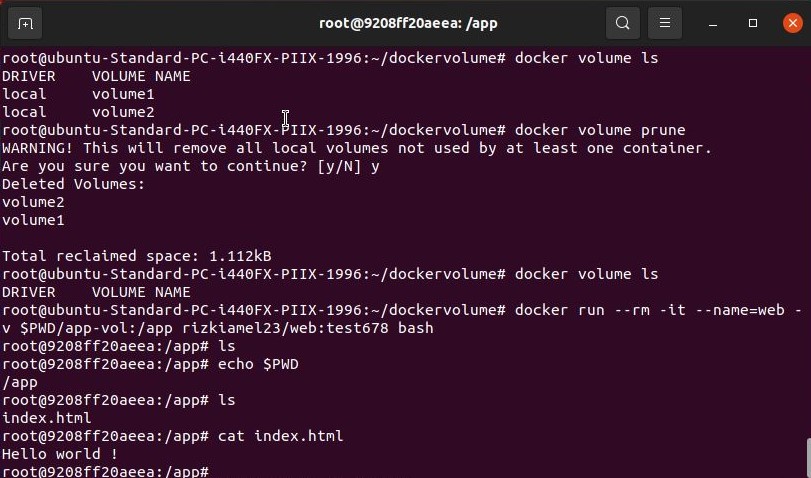 root@9208ff20aeea: /app
root@ubuntu-Standard-PC-i440FX-PIIX-1996:~/dockervolume# docker volume ls
DRIVER    VOLUME NAME
local     volume1
local     volume2
root@ubuntu-Standard-PC-i440FX-PIIX-1996:~/dockervolume# docker volume prune
WARNING! This will remove all local volumes not used by at least one container.
Are you sure you want to continue? [y/N] y
Deleted Volumes:
volume2
volume1
Total reclaimed space: 1.112kB
root@ubuntu-Standard-PC-i440FX-PIIX-1996:~/dockervolume# docker volume ls
DRIVER    VOLUME NAME
root@ubuntu-Standard-PC-i440FX-PIIX-1996:~/dockervolume# docker run --rm -it --name=web -
v $PWD/app-vol:/app rizkiamel23/web:test678 bash
root@9208ff20aeea:/app# ls
root@9208ff20aeea:/app# echo $PWD
/app
root@9208ff20aeea:/app# ls
index.html
root@9208ff20aeea:/app# cat index.html
Hello world !
root@9208ff20aeea:/app#